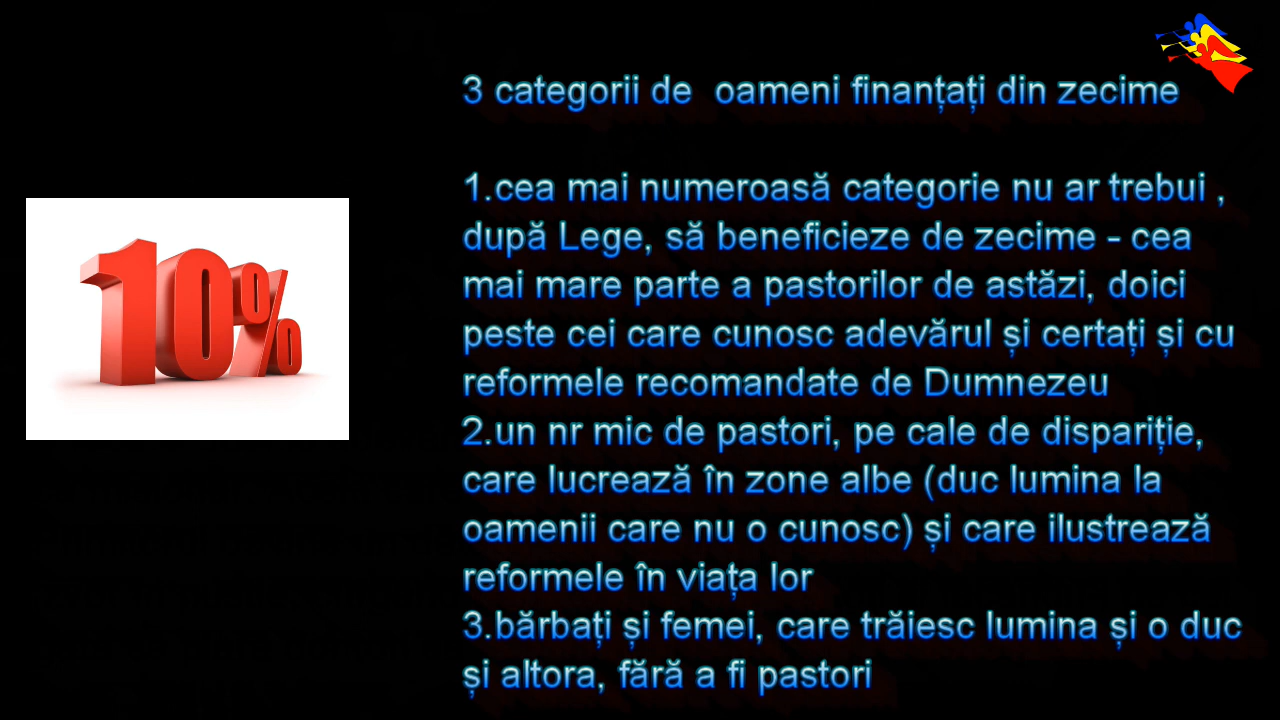 3 categorii de  oameni finanțați din zecime
1.cea mai numeroasă categorie nu ar trebui ,
după Lege, să beneficieze de zecime - cea
mai mare parte a pastorilor de astăzi, doici
peste cei care cunosc adevărul și certați și cu
reformele recomandate de Dumnezeu
2.un nr mic de pastori, pe cale de dispariție,
care lucrează în zone albe (duc lumina la
oamenii care nu o cunosc) și care ilustrează
reformele în viața lor
3.bărbați și femei, care trăiesc lumina și o duc
și altora, fără a fi pastori
10%